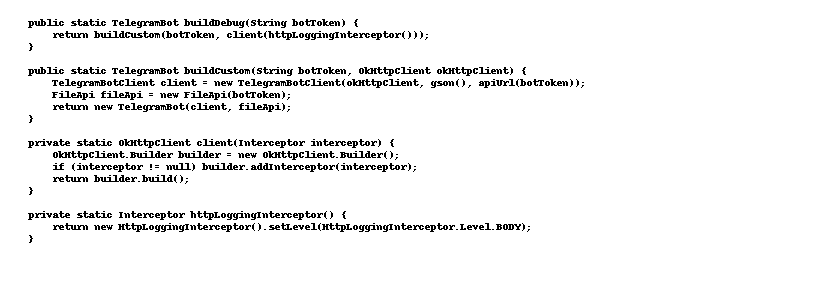 public static TelegramBot buildDebug(String botToken) {
    return buildCustom(botToken, client(httpLoggingInterceptor()));
}

public static TelegramBot buildCustom(String botToken, OkHttpClient okHttpClient) {
    TelegramBotClient client = new TelegramBotClient(okHttpClient, gson(), apiUrl(botToken));
    FileApi fileApi = new FileApi(botToken);
    return new TelegramBot(client, fileApi);
}

private static OkHttpClient client(Interceptor interceptor) {
    OkHttpClient.Builder builder = new OkHttpClient.Builder();
    if (interceptor != null) builder.addInterceptor(interceptor);
    return builder.build();
}

private static Interceptor httpLoggingInterceptor() {
    return new HttpLoggingInterceptor().setLevel(HttpLoggingInterceptor.Level.BODY);
}